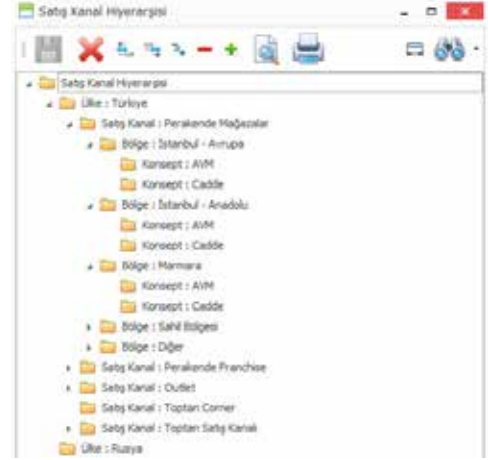 Satış Kanal Hiyerarşisi
Satış Kanal Hiyerarşisi
Ülke : Türkiye
Satış Kanal : Perakende Mağazalar
Bölge : İstanbul - Avrupa
Konsept : AVM
Konsept : Cadde
Bölge : İstanbul - Anadolu
Konsept : AVM
Konsept : Cadde
Bölge : Marmara
Konsept : AVM
Konsept : Cadde
Bölge : Sahil Bölgesi
Bölge : Diğer
Satış Kanal : Perakende Franchise
Satış Kanal : Outlet
Satış Kanal : Toptan Corner
Satış Kanal : Toptan Satış Kanalı
Ülke : Rusya